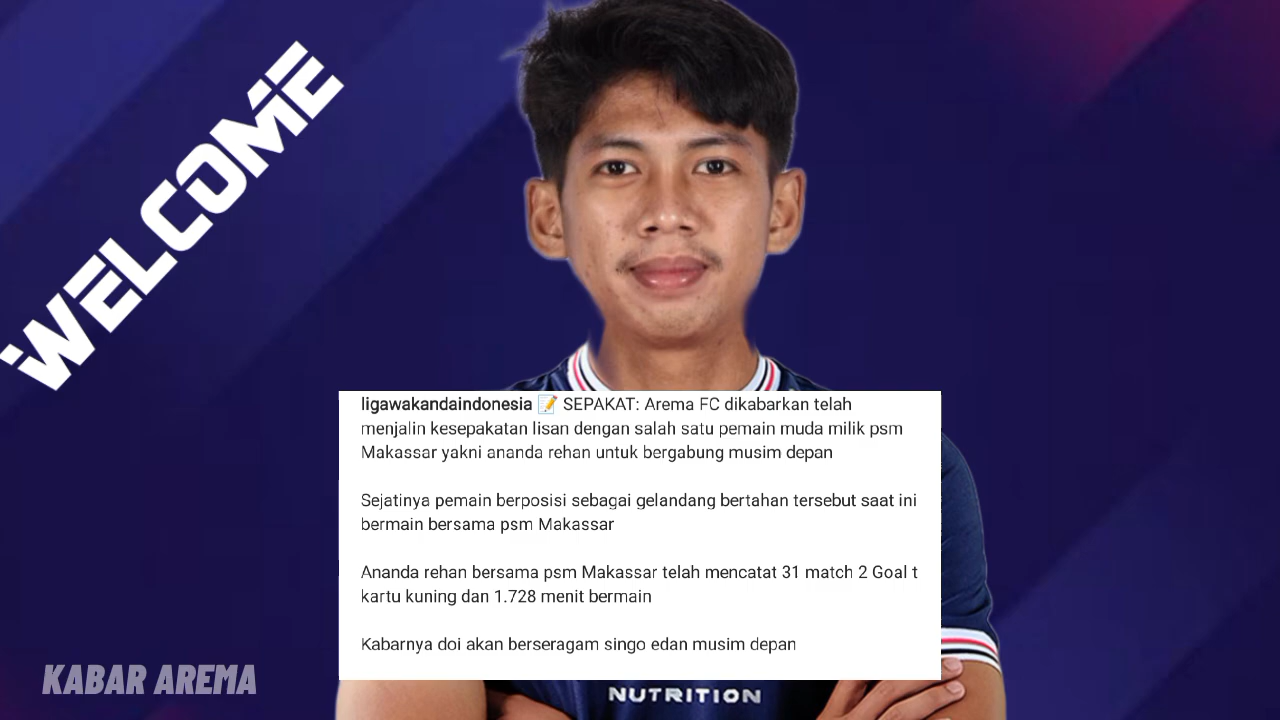 WELCOME
ligawakandaindonesia 📝 SEPAKAT: Arema FC dikabarkan telah
menjalin kesepakatan lisan dengan salah satu pemain muda milik psm
Makassar yakni ananda rehan untuk bergabung musim depan
Sejatinya pemain berposisi sebagai gelandang bertahan tersebut saat ini
bermain bersama psm Makassar
Ananda rehan bersama psm Makassar telah mencatat 31 match 2 Goal t
kartu kuning dan 1.728 menit bermain
Kabarnya doi akan berseragam singo edan musim depan
KABAR AREMA
NUTRITION